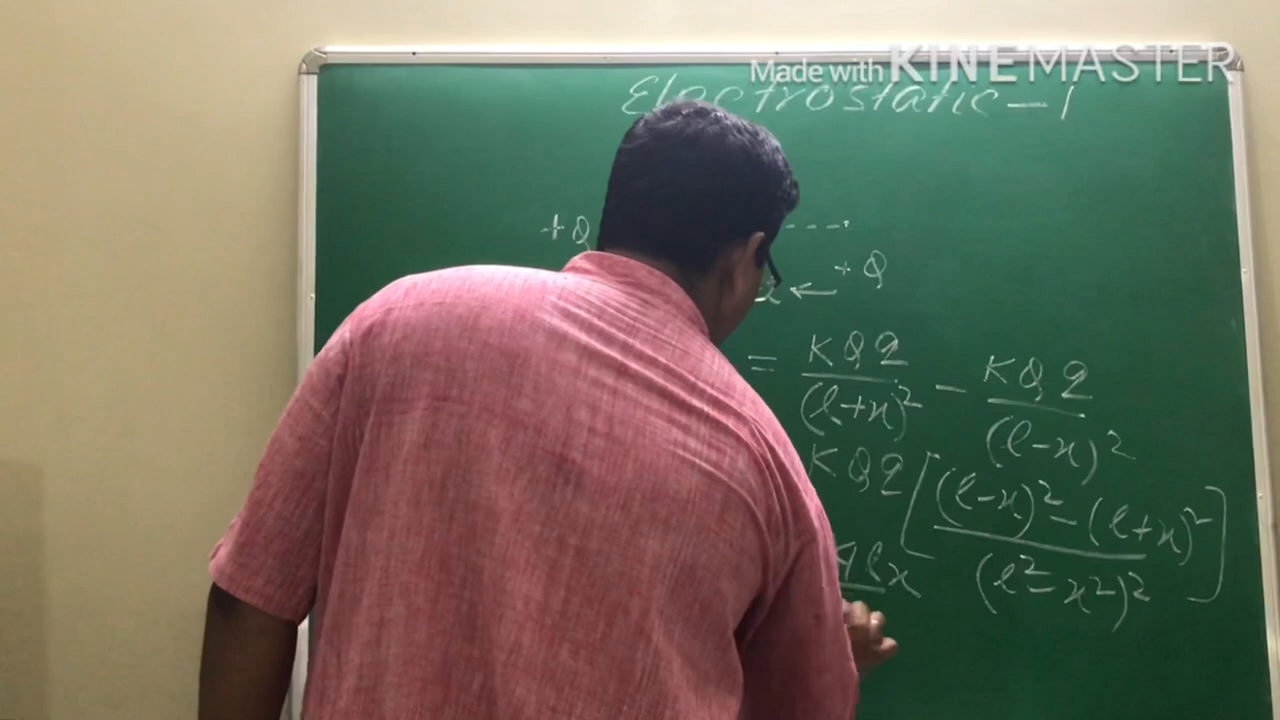 Made with KINEMASTER
Electrostatic-1
+Q
+Q
= KQq/(l+x)² - KQq/(l-x)²
KQq[(l-x)² - (l+x)²/(l²-x²)²]
4lx